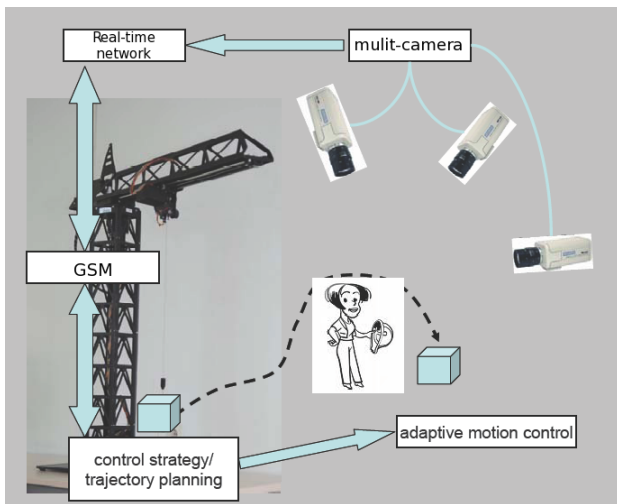 Real-time
network
mulit-camera
GSM
control strategy/
trajectory planning
adaptive motion control